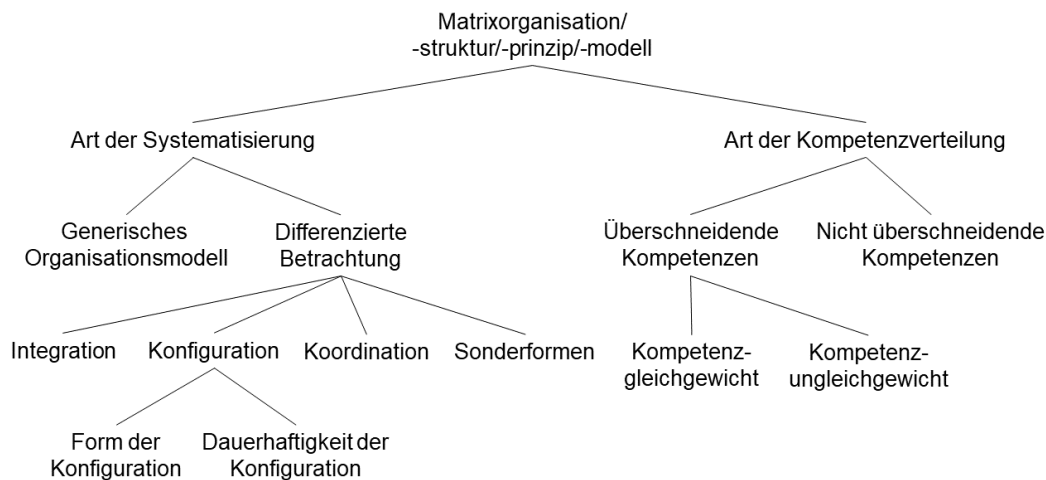 Matrixorganisation/
-struktur/-prinzip/-modell
Art der Systematisierung
Art der Kompetenzverteilung
Generisches
Organisationsmodell
Differenzierte
Betrachtung
Überschneidende
Kompetenzen
Nicht überschneidende
Kompetenzen
Integration
Konfiguration
Koordination
Sonderformen
Kompetenz-
gleichgewicht
Kompetenz-
ungleichgewicht
Form der
Konfiguration
Dauerhaftigkeit der
Konfiguration